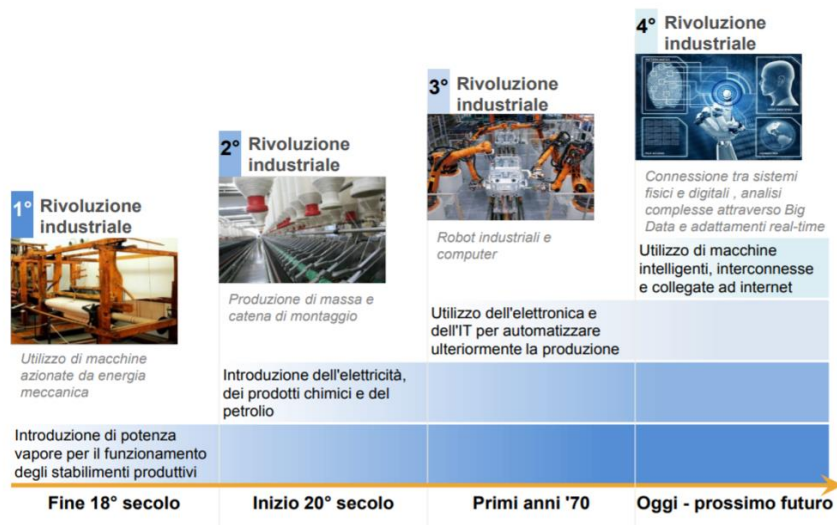 1° Rivoluzione
industriale
Utilizzo di macchine
azionate da energia
meccanica
Introduzione di potenza
vapore per il funzionamento
degli stabilimenti produttivi
Fine 18° secolo
2° Rivoluzione
industriale
Produzione di massa e
catena di montaggio
Introduzione dell'elettricità,
dei prodotti chimici e del
petrolio
Inizio 20° secolo
3° Rivoluzione
industriale
Robot industriali e
computer
Utilizzo dell'elettronica e
dell'IT per automatizzare
ulteriormente la produzione
Primi anni '70
4° Rivoluzione
industriale
Connessione tra sistemi
fisici e digitali , analisi
complesse attraverso Big
Data e adattamenti real-time
Utilizzo di macchine
intelligenti, interconnesse
e collegate ad internet
Oggi - prossimo futuro